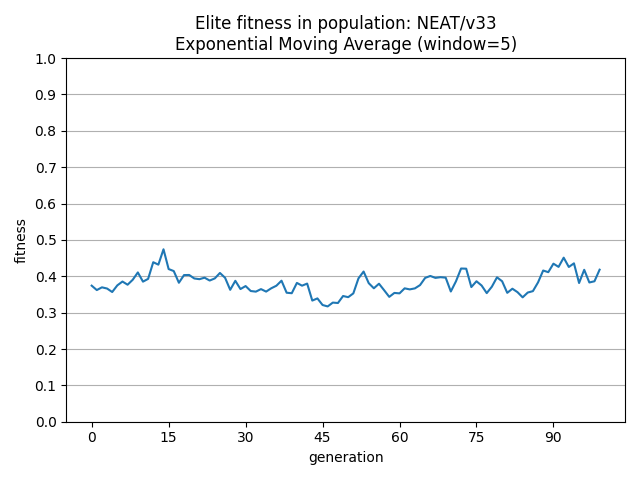 Elite fitness in population: NEAT/v33
Exponential Moving Average (window=5)
1.0
0.9
0.8
0.7
0.6
0.5
0.4
0.3
0.2
0.1
0.0
fitness
0 15 30 45 60 75 90
generation